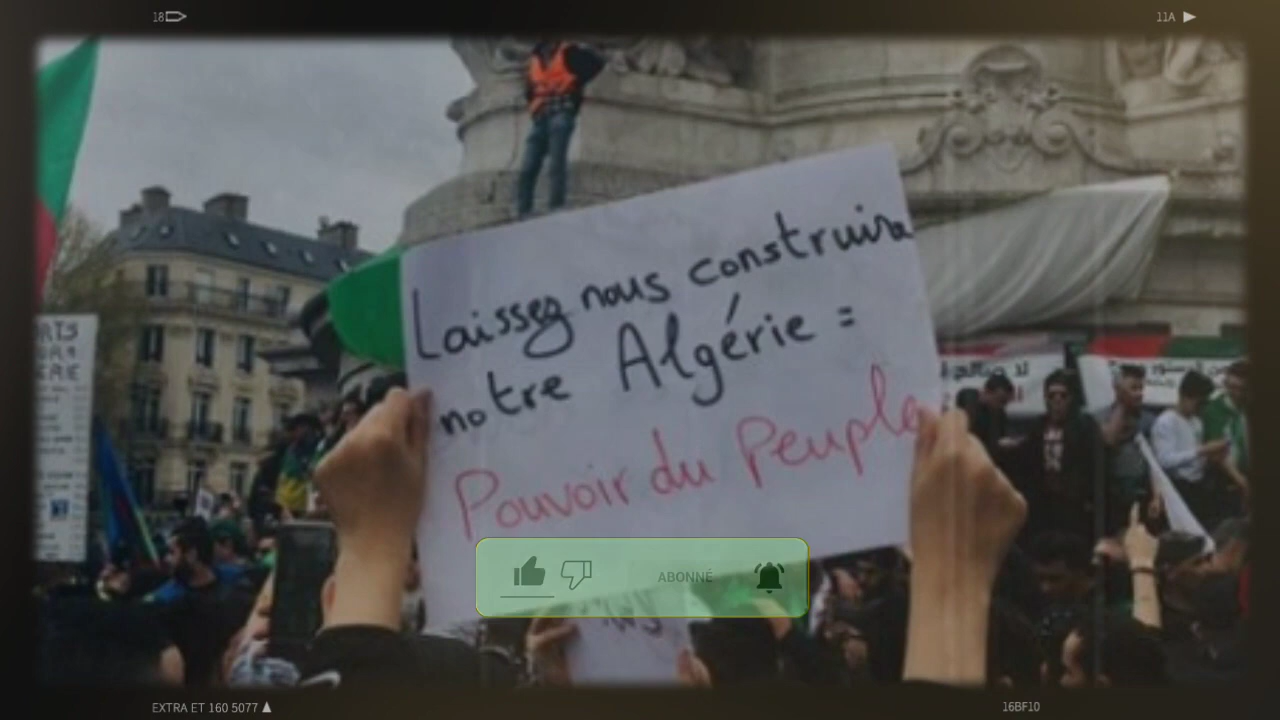 18
11A
Laissez nous construire
notre Algérie =
Pouvoir du Peuple
ABONNÉ
EXTRA ET 160 5077
16BF10